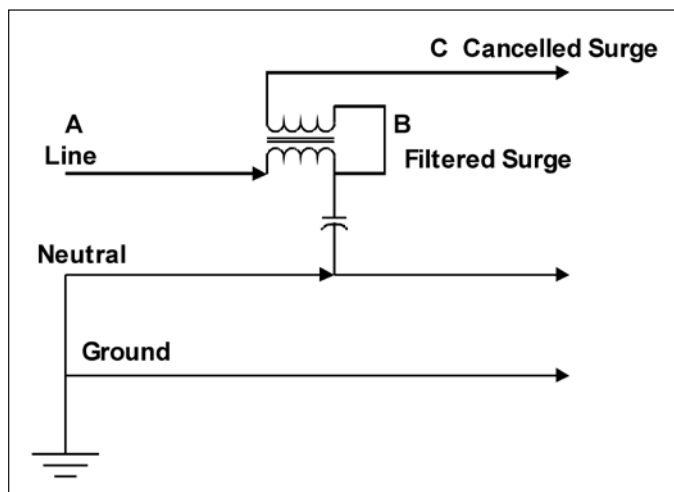 C Cancelled Surge
A
B
Line
Filtered Surge
Neutral
Ground